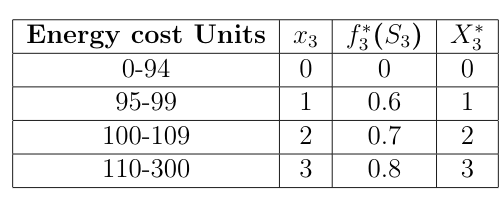 Energy cost Units x₃ f₃*(S₃) X₃*
0-94 0 0 0
95-99 1 0.6 1
100-109 2 0.7 2
110-300 3 0.8 3